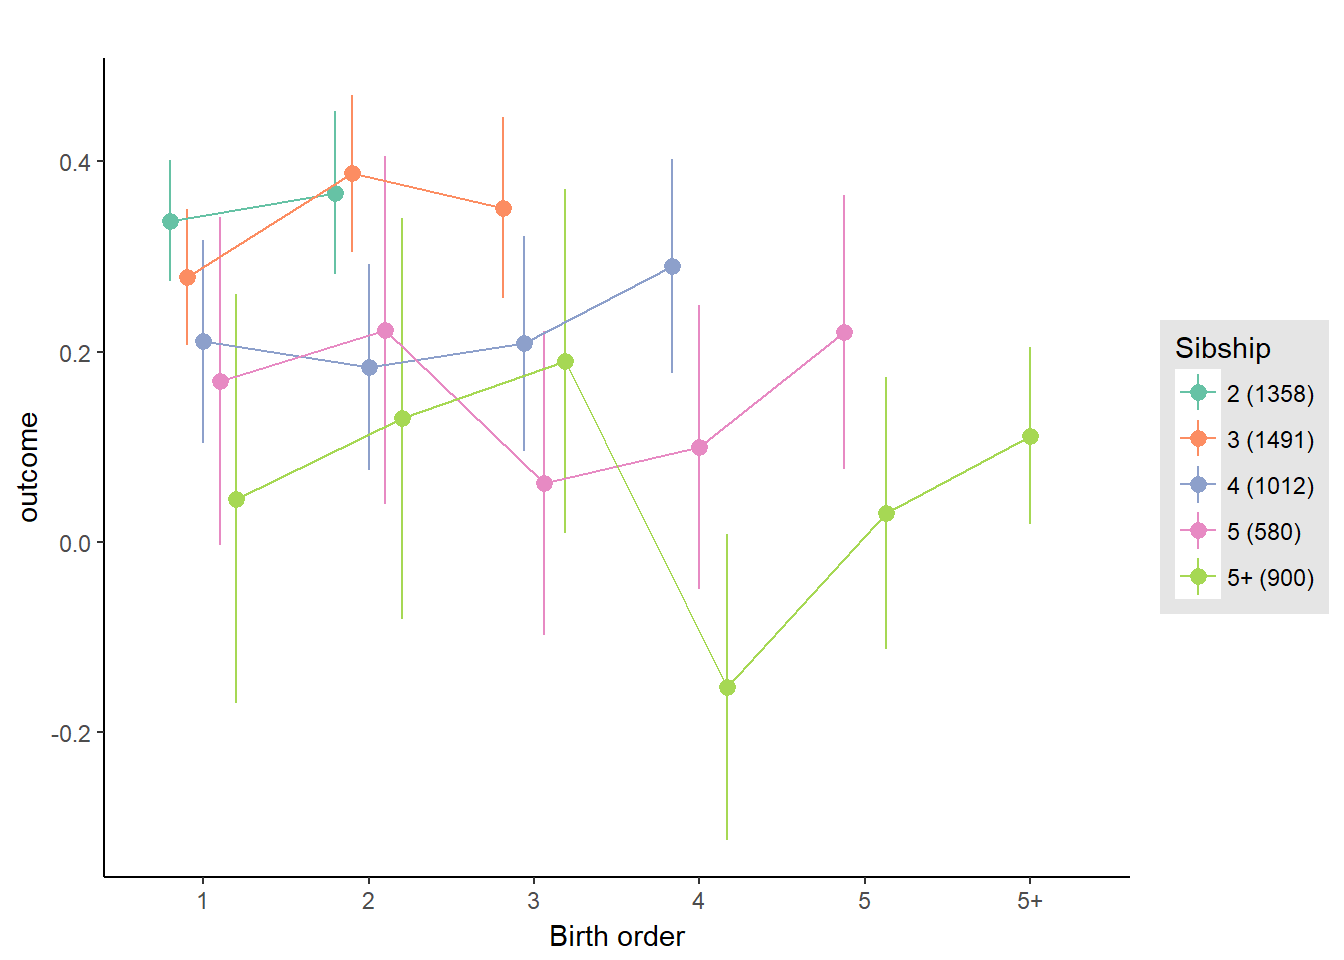 0.4
0.2
0.0
-0.2
outcome
1 2 3 4 5 5+
Birth order
Sibship
2 (1358)
3 (1491)
4 (1012)
5 (580)
5+ (900)